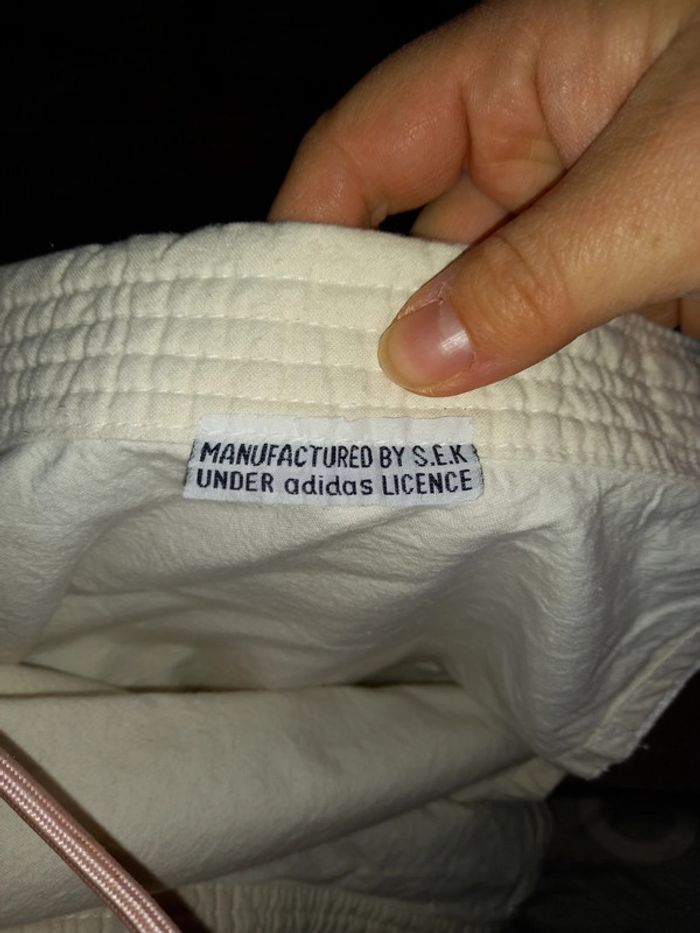 MANUFACTURED BY S.E.K
UNDER adidas LICENCE